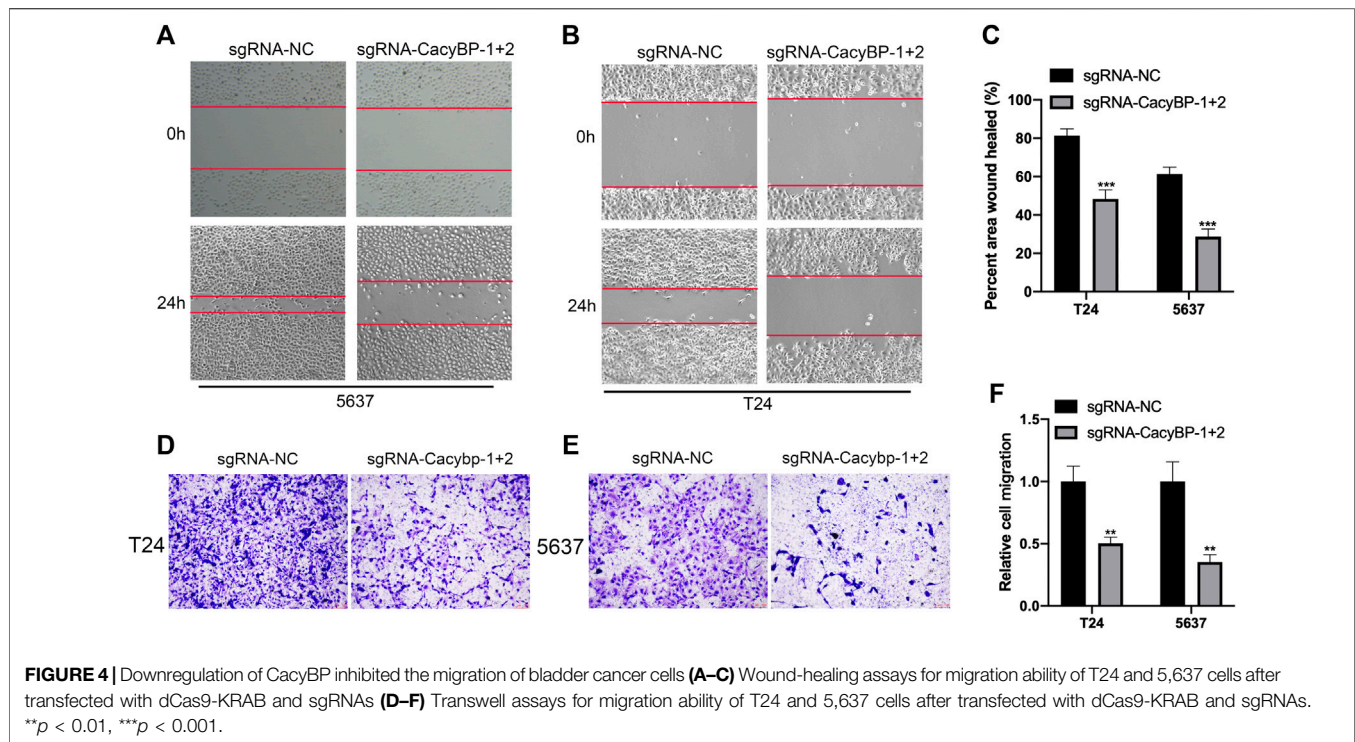 A
sgRNA-NC
sgRNA-CacyBP-1+2
0h
24h
5637
B
sgRNA-NC
sgRNA-CacyBP-1+2
0h
24h
T24
C
sgRNA-NC
sgRNA-CacyBP-1+2
Percent area wound healed (%)
100
80
60
40
20
0
***
***
T24
5637
D
sgRNA-NC
sgRNA-Cacybp-1+2
T24
E
sgRNA-NC
sgRNA-Cacybp-1+2
5637
F
sgRNA-NC
sgRNA-CacyBP-1+2
Relative cell migration
1.5
1.0
0.5
0.0
**
**
T24
5637
FIGURE 4 | Downregulation of CacyBP inhibited the migration of bladder cancer cells (A–C) Wound-healing assays for migration ability of T24 and 5,637 cells after
transfected with dCas9-KRAB and sgRNAs (D–F) Transwell assays for migration ability of T24 and 5,637 cells after transfected with dCas9-KRAB and sgRNAs.
**p < 0.01, ***p < 0.001.